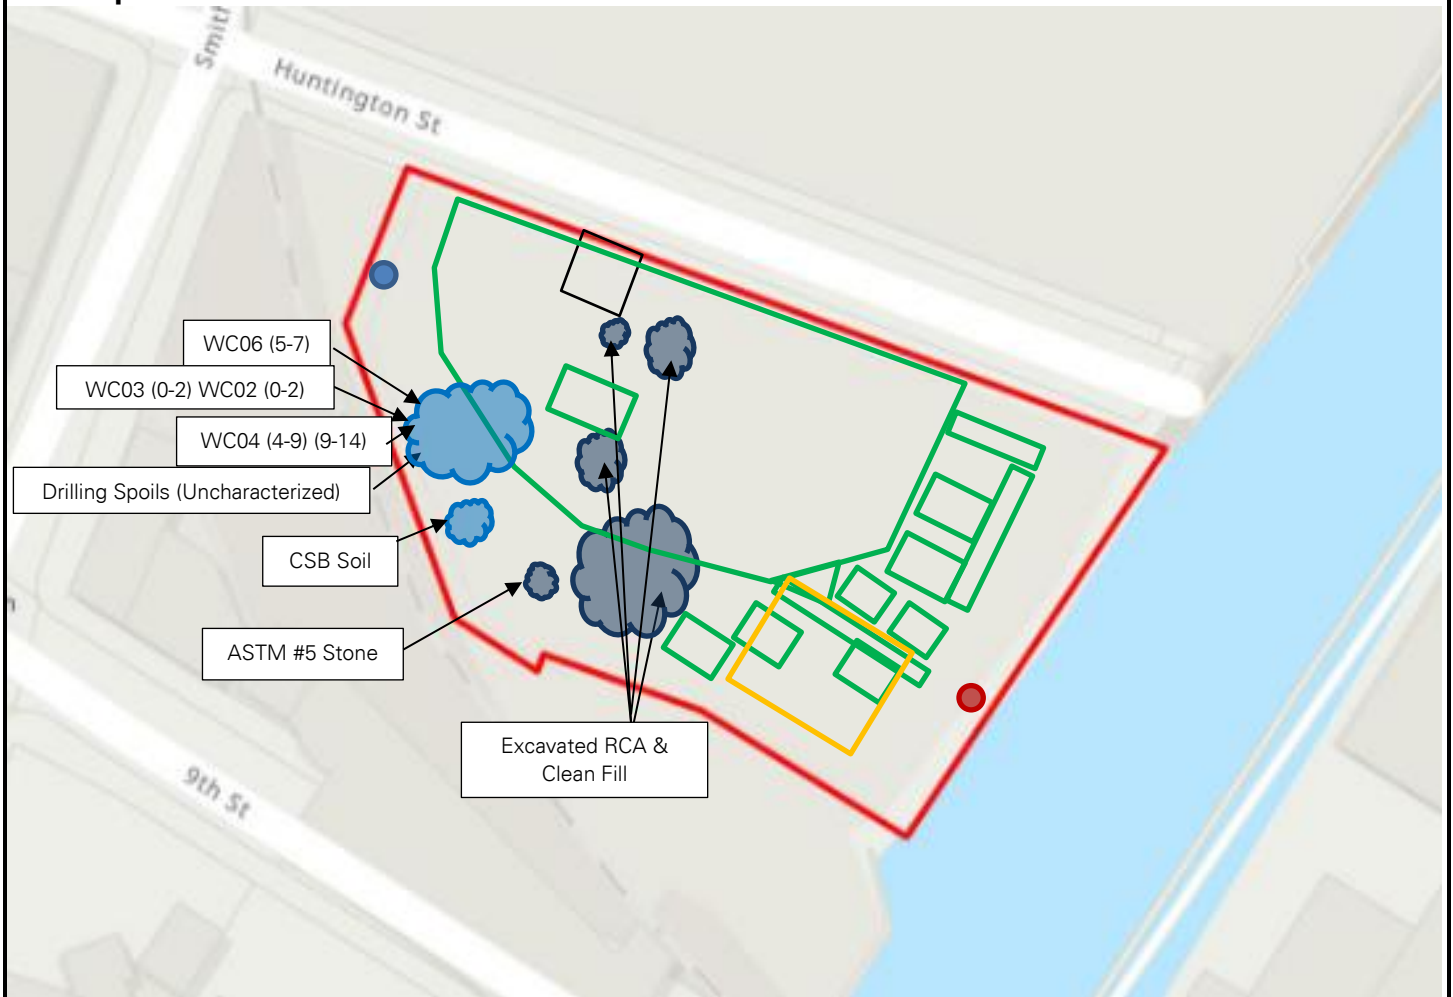 Smith
Huntington St
WC06 (5-7)
WC03 (0-2) WC02 (0-2)
WC04 (4-9) (9-14)
Drilling Spoils (Uncharacterized)
CSB Soil
ASTM #5 Stone
Excavated RCA &
Clean Fill
9th St